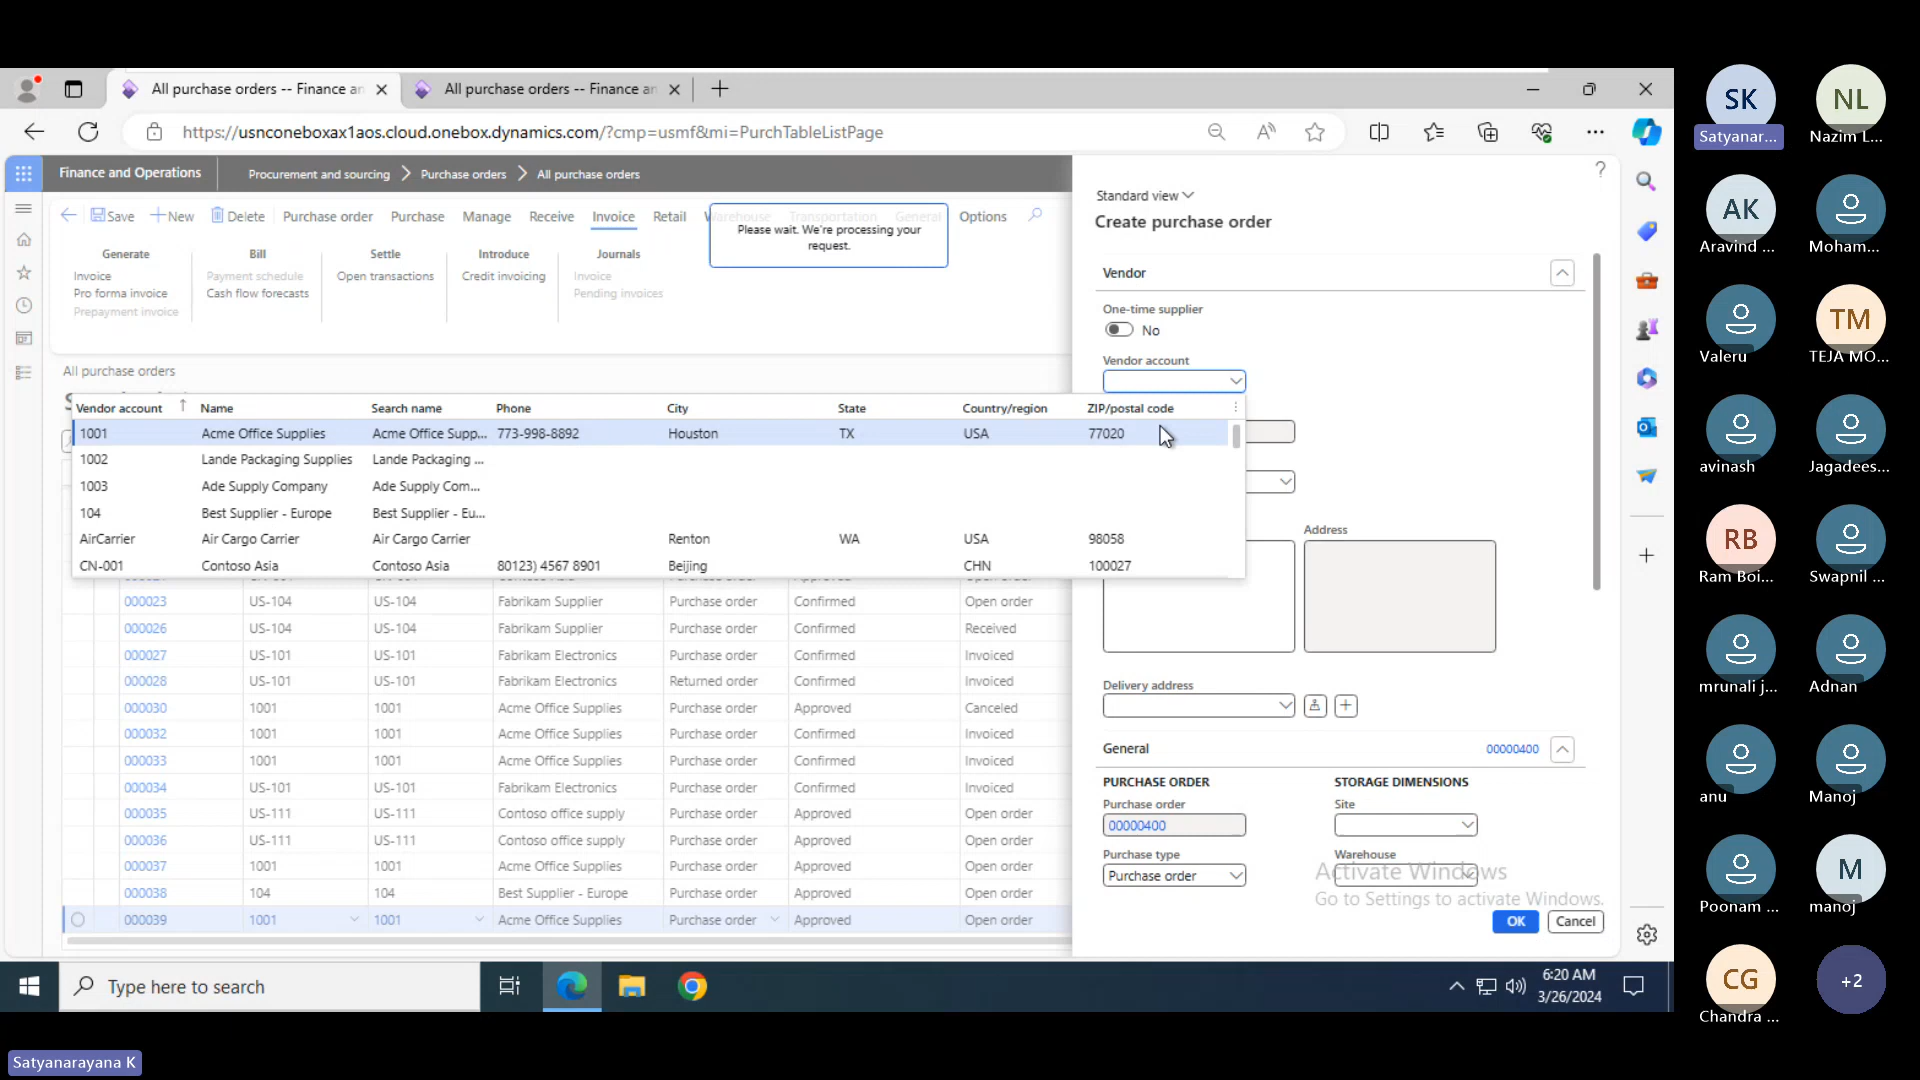 All purchase orders -- Finance an
All purchase orders -- Finance an
https://usnconeboxax1aos.cloud.onebox.dynamics.com/?cmp=usmf&mi=PurchTableListPage
Finance and Operations
Procurement and sourcing > Purchase orders > All purchase orders
Save New Delete Purchase order Purchase Manage Receive Invoice Retail Warehouse Transportation General Options
Please wait. We're processing your
request.
Generate
Invoice
Pro forma invoice
Prepayment invoice
Bill
Payment schedule
Cash flow forecasts
Settle
Open transactions
Introduce
Credit invoicing
Journals
Invoice
Pending invoices
All purchase orders
Vendor account Name Search name Phone City State Country/region ZIP/postal code
1001 Acme Office Supplies Acme Office Supp... 773-998-8892 Houston TX USA 77020
1002 Lande Packaging Supplies Lande Packaging ...
1003 Ade Supply Company Ade Supply Com...
104 Best Supplier - Europe Best Supplier - Eu...
AirCarrier Air Cargo Carrier Air Cargo Carrier Renton WA USA 98058
CN-001 Contoso Asia Contoso Asia 80123) 4567 8901 Beijing CHN 100027
000023 US-104 US-104 Fabrikam Supplier Purchase order Confirmed Open order
000026 US-104 US-104 Fabrikam Supplier Purchase order Confirmed Received
000027 US-101 US-101 Fabrikam Electronics Purchase order Confirmed Invoiced
000028 US-101 US-101 Fabrikam Electronics Returned order Confirmed Invoiced
000030 1001 1001 Acme Office Supplies Purchase order Approved Canceled
000032 1001 1001 Acme Office Supplies Purchase order Confirmed Invoiced
000033 1001 1001 Acme Office Supplies Purchase order Confirmed Invoiced
000034 US-101 US-101 Fabrikam Electronics Purchase order Confirmed Invoiced
000035 US-111 US-111 Contoso office supply Purchase order Approved Open order
000036 US-111 US-111 Contoso office supply Purchase order Approved Open order
000037 1001 1001 Acme Office Supplies Purchase order Approved Open order
000038 104 104 Best Supplier - Europe Purchase order Approved Open order
000039 1001 1001 Acme Office Supplies Purchase order Approved Open order
?
Standard view
Create purchase order
Vendor
One-time supplier
No
Vendor account
Address
Delivery address
General 00000400
PURCHASE ORDER STORAGE DIMENSIONS
Purchase order Site
00000400
Purchase type Warehouse
Purchase order
Activate Windows
Go to Settings to activate Windows.
OK Cancel
Type here to search
6:20 AM
3/26/2024
SK NL
Satyanar... Nazim L...
AK
Aravind ... Moham...
TM
Valeru TEJA MO...
avinash Jagadees...
RB
Ram Boi... Swapnil ...
mrunali j... Adnan
anu Manoj
M
Poonam ... manoj
CG +2
Chandra ...
Satyanarayana K